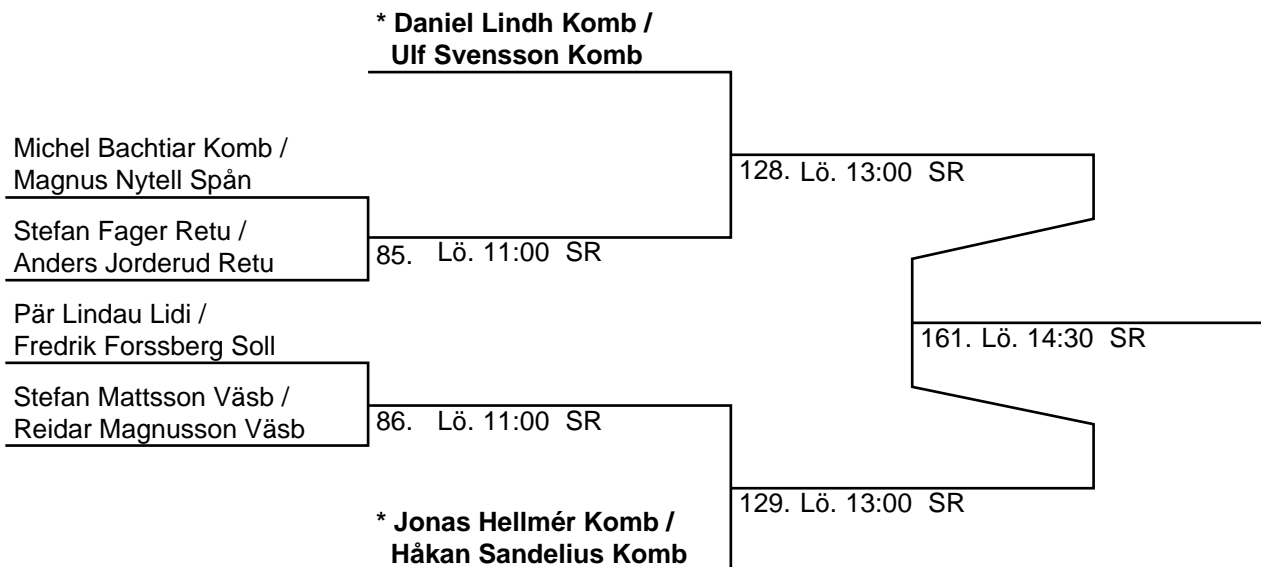 * Daniel Lindh Komb /
Ulf Svensson Komb
Michel Bachtiar Komb /
Magnus Nytell Spån
128. Lö. 13:00 SR
Stefan Fager Retu /
Anders Jorderud Retu
85. Lö. 11:00 SR
Pär Lindau Lidi /
Fredrik Forssberg Soll
161. Lö. 14:30 SR
Stefan Mattsson Väsb /
Reidar Magnusson Väsb
86. Lö. 11:00 SR
129. Lö. 13:00 SR
* Jonas Hellmér Komb /
Håkan Sandelius Komb